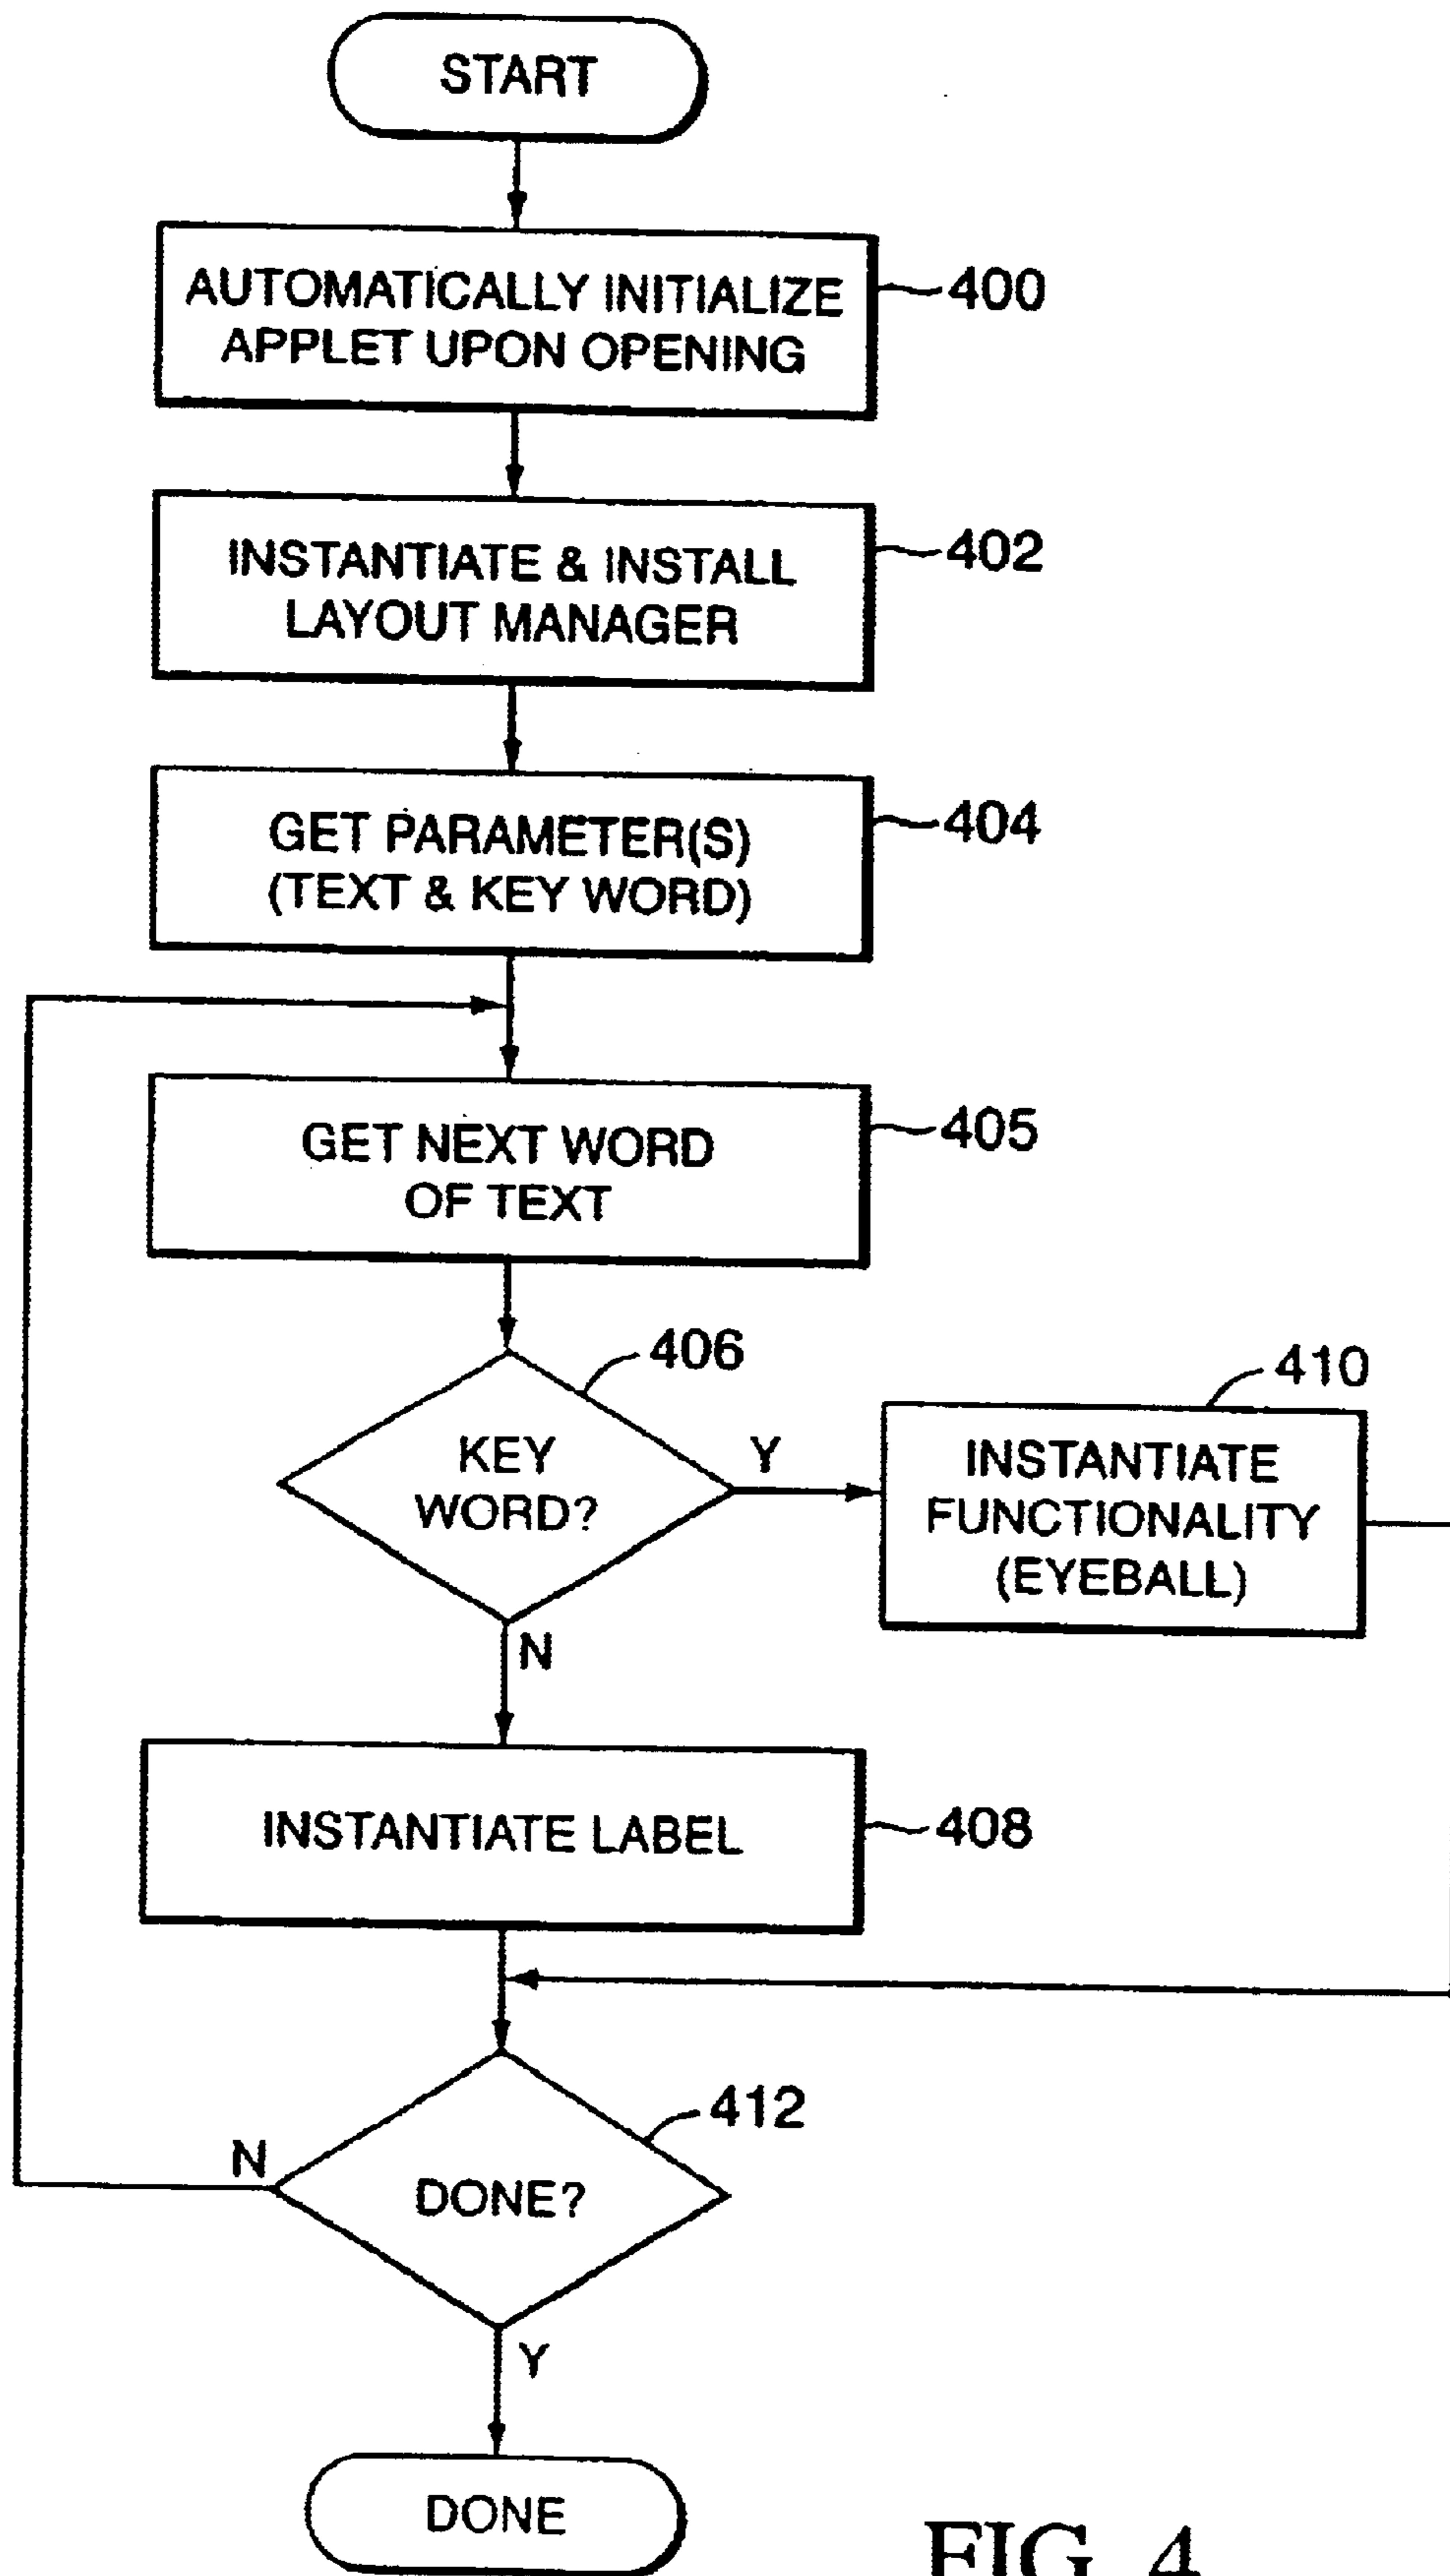 START
AUTOMATICALLY INITIALIZE
APPLET UPON OPENING
400
INSTANTIATE & INSTALL
LAYOUT MANAGER
402
GET PARAMETER(S)
(TEXT & KEY WORD)
404
GET NEXT WORD
OF TEXT
405
406
KEY
WORD?
Y
N
410
INSTANTIATE
FUNCTIONALITY
(EYEBALL)
INSTANTIATE LABEL
408
412
N
DONE?
Y
DONE
FIG. 4